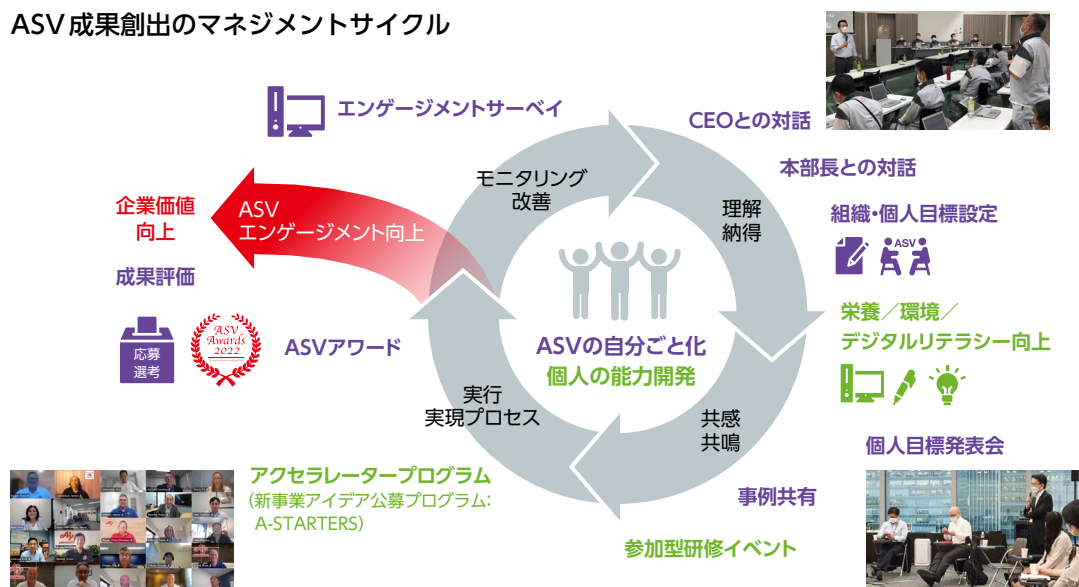 ASV成果創出のマネジメントサイクル
エンゲージメントサーベイ
CEOとの対話
本部長との対話
モニタリング
改善
理解
納得
組織・個人目標設定
ASV
企業価値
向上
ASV
エンゲージメント向上
成果評価
栄養／環境／
デジタルリテラシー向上
応募
選考
ASV
Awards
2022
ASVアワード
ASVの自分ごと化
個人の能力開発
実行
実現プロセス
共感
共鳴
個人目標発表会
アクセラレータープログラム
(新事業アイデア公募プログラム:
A-STARTERS)
事例共有
参加型研修イベント